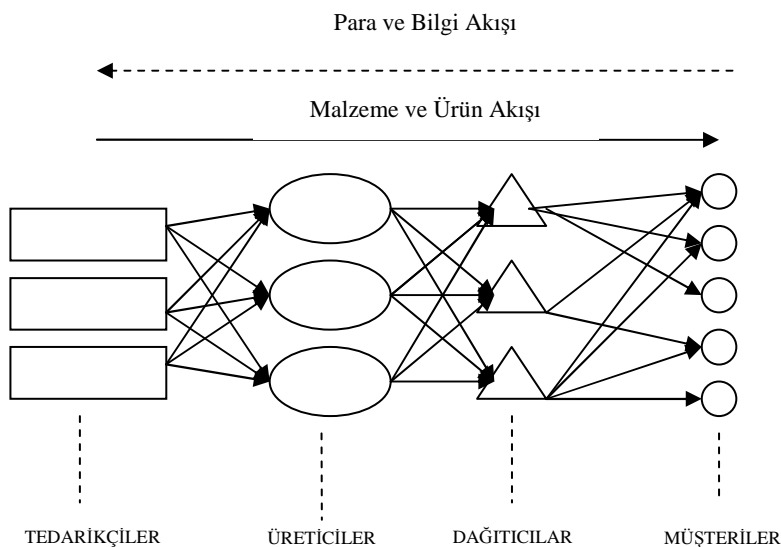 Para ve Bilgi Akışı
Malzeme ve Ürün Akışı
TEDARİKÇİLER ÜRETİCİLER DAĞITICILAR MÜŞTERİLER